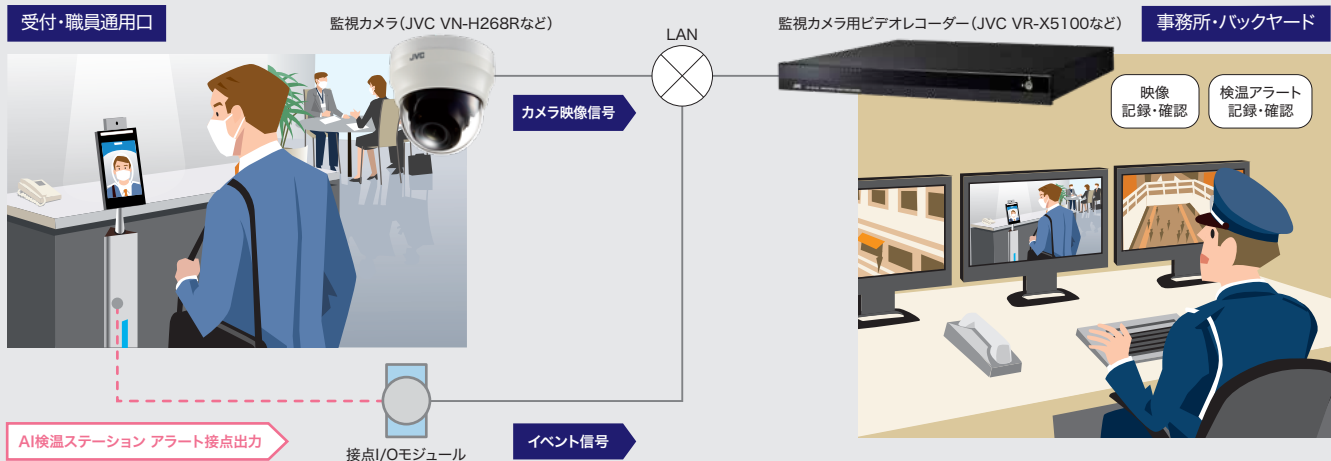 受付・職員通用口
監視カメラ（JVC VN-H268Rなど）
LAN
監視カメラ用ビデオレコーダー（JVC VR-X5100など）
事務所・バックヤード
JVC
カメラ映像信号
JVC
映像
記録・確認
検温アラート
記録・確認
AI検温ステーション アラート接点出力
接点I/Oモジュール
イベント信号